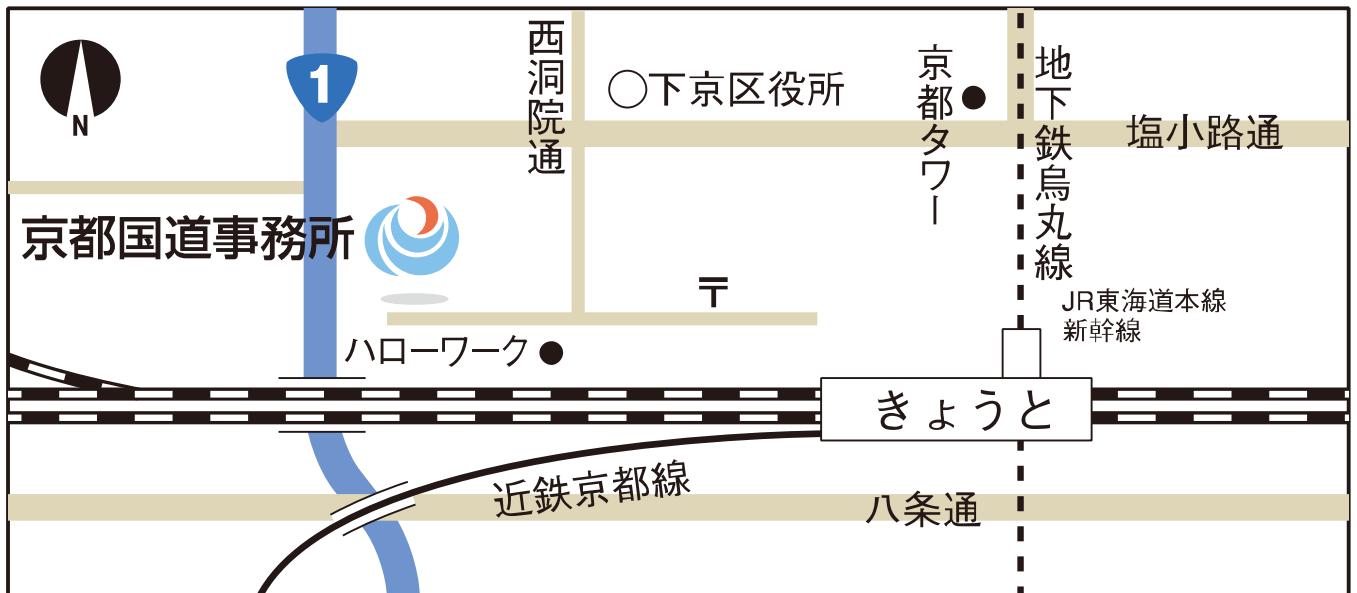 N
1
西洞院通
下京区役所
京都タワー
地下鉄烏丸線
塩小路通
京都国道事務所
〒
JR東海道本線
新幹線
ハローワーク
きょうと
近鉄京都線
八条通